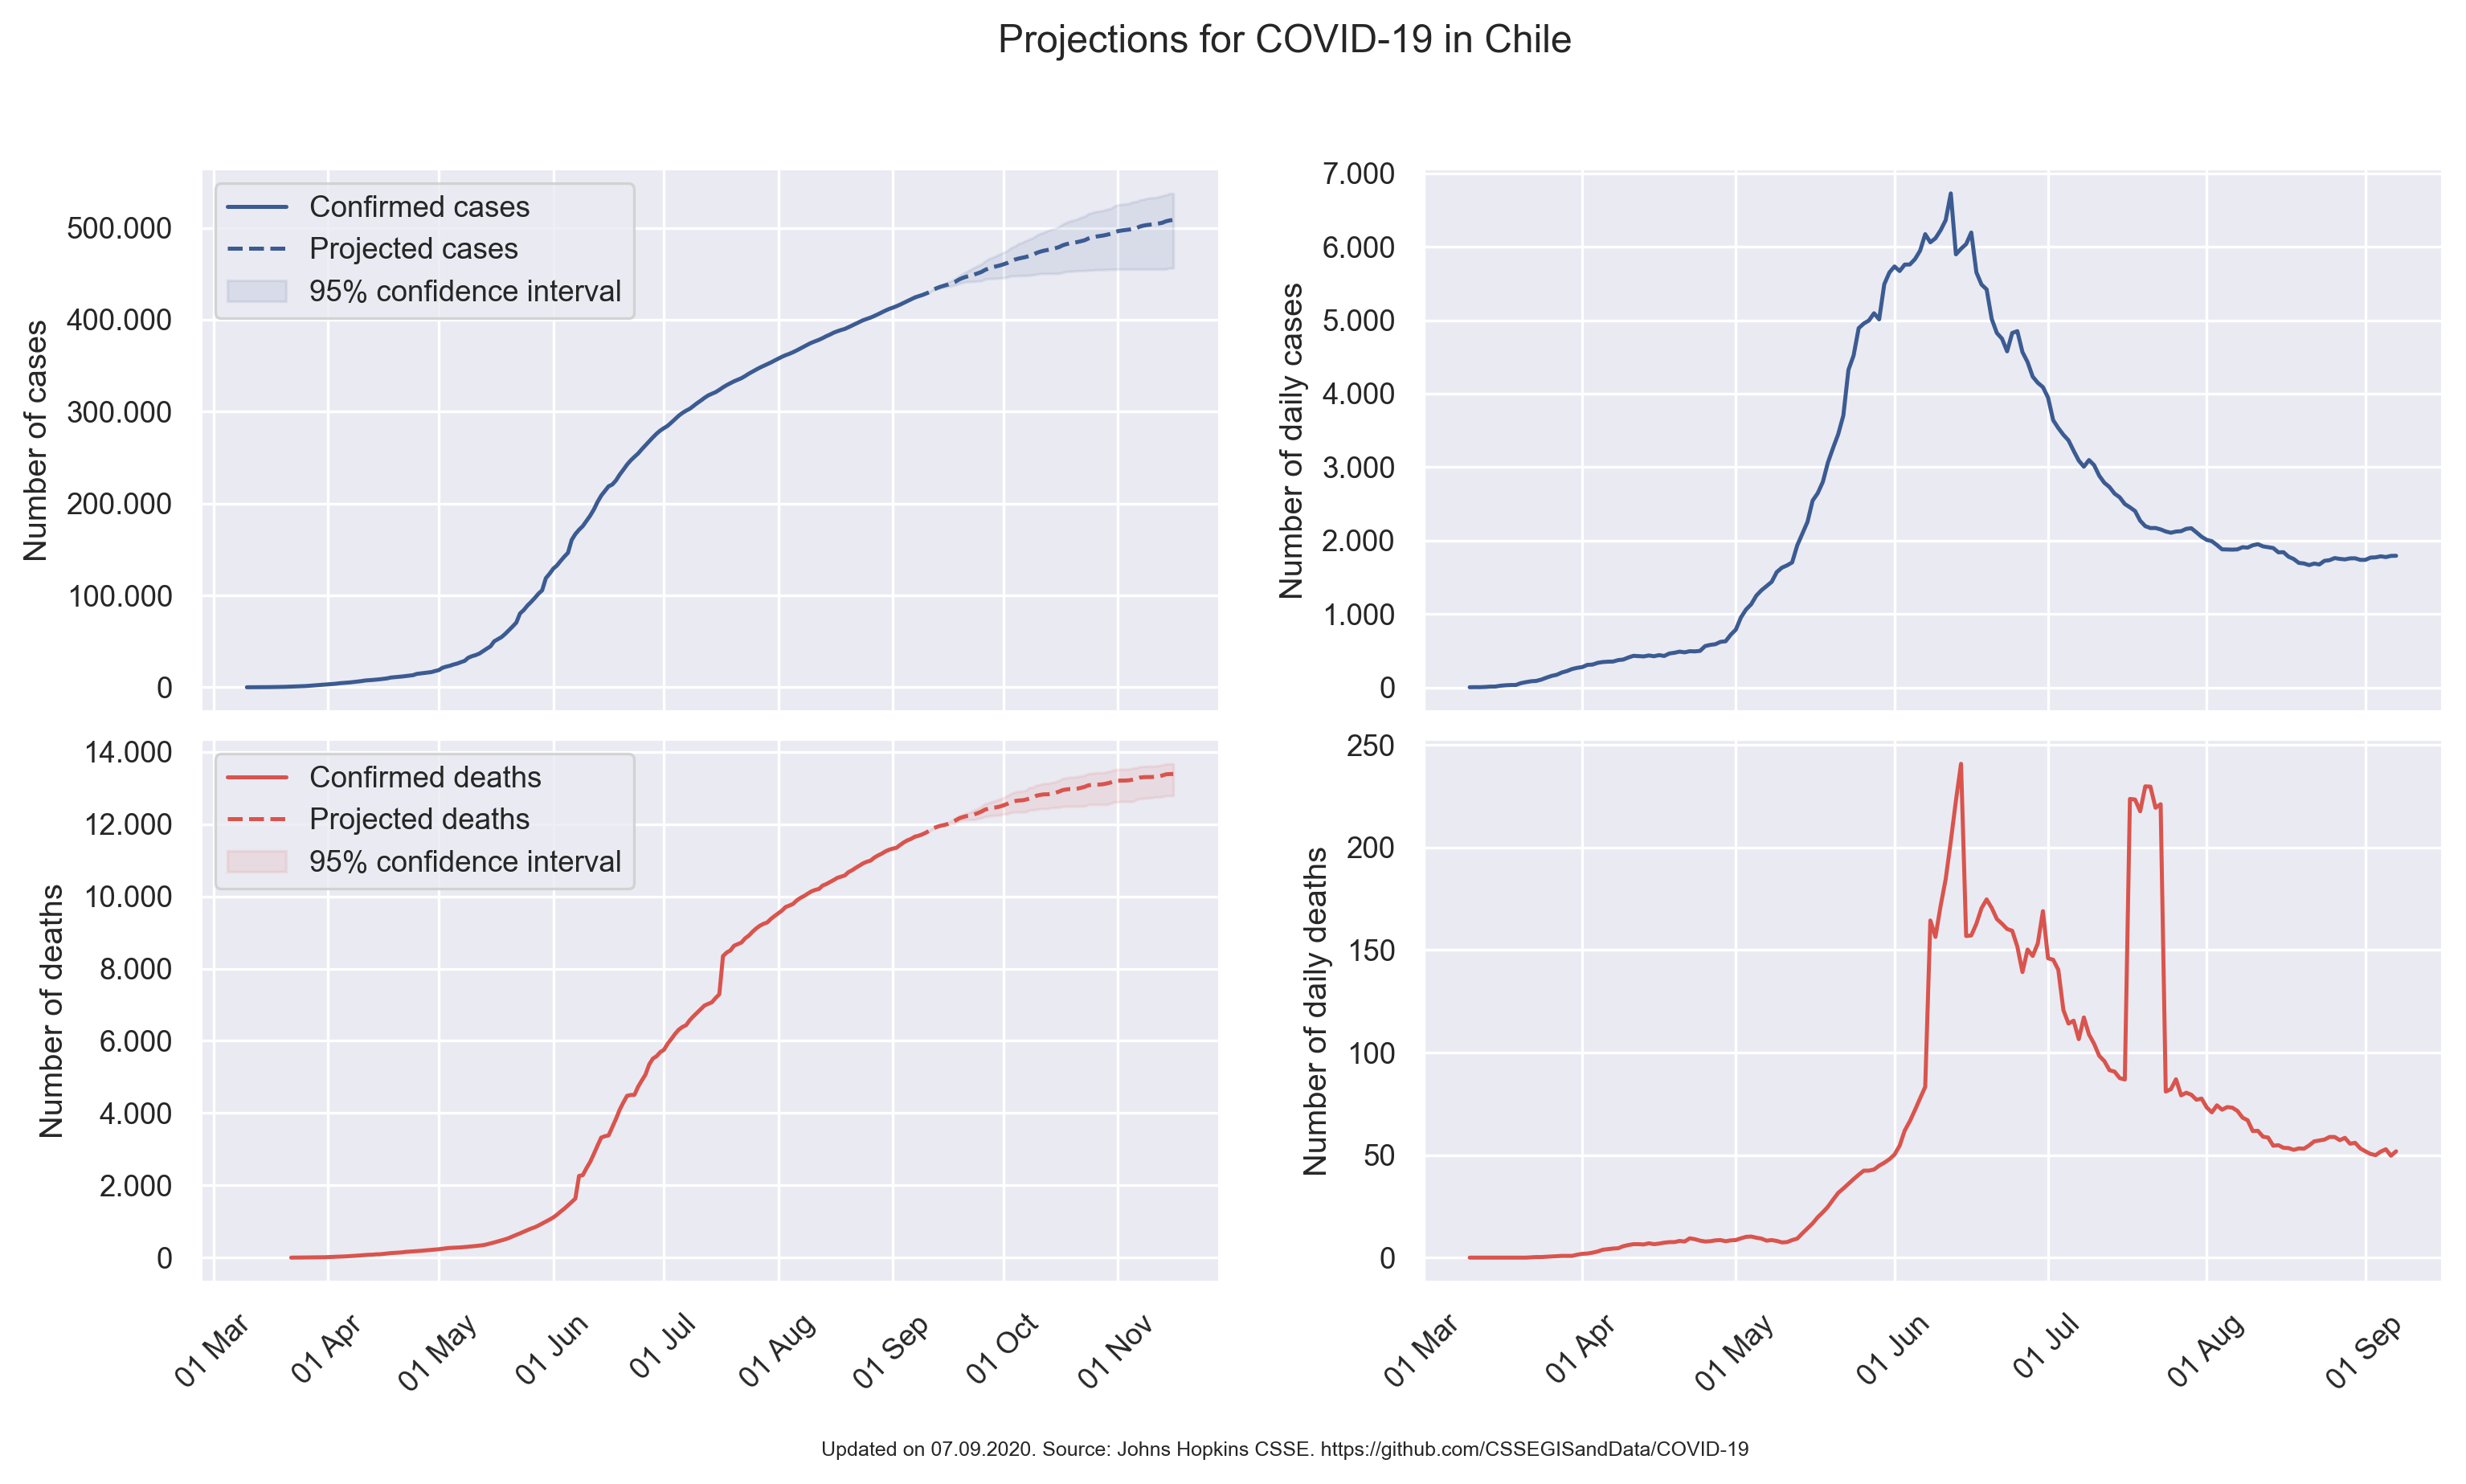 Projections for COVID-19 in Chile
Number of cases
500.000
400.000
300.000
200.000
100.000
0
Confirmed cases
Projected cases
95% confidence interval
Number of daily cases
7.000
6.000
5.000
4.000
3.000
2.000
1.000
0
Number of deaths
14.000
12.000
10.000
8.000
6.000
4.000
2.000
0
Confirmed deaths
Projected deaths
95% confidence interval
01 Mar
01 Apr
01 May
01 Jun
01 Jul
01 Aug
01 Sep
01 Oct
01 Nov
Number of daily deaths
250
200
150
100
50
0
01 Mar
01 Apr
01 May
01 Jun
01 Jul
01 Aug
01 Sep
Updated on 07.09.2020. Source: Johns Hopkins CSSE. https://github.com/CSSEGISandData/COVID-19